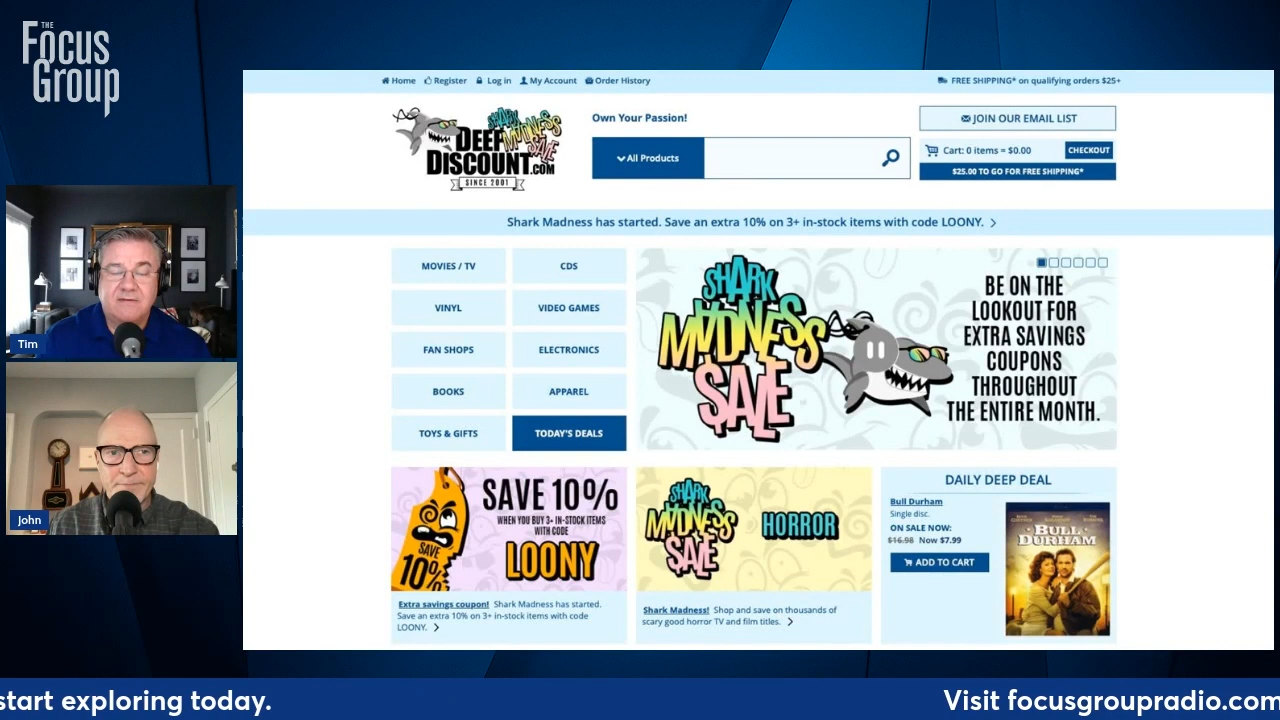 THE
FOCUS
Group
Home Register Log in My Account Order History
FREE SHIPPING* on qualifying orders $25+
SHARK
MADNESS
SALE
DEEP
DISCOUNT.COM
SINCE 2001
Own Your Passion!
All Products
JOIN OUR EMAIL LIST
Cart: 0 items = $0.00
CHECKOUT
$25.00 TO GO FOR FREE SHIPPING*
Shark Madness has started. Save an extra 10% on 3+ in-stock items with code LOONY.
MOVIES / TV
CDS
VINYL
VIDEO GAMES
FAN SHOPS
ELECTRONICS
BOOKS
APPAREL
TOYS & GIFTS
TODAY'S DEALS
SHARK
MADNESS
SALE
BE ON THE
LOOKOUT FOR
EXTRA SAVINGS
COUPONS
THROUGHOUT
THE ENTIRE MONTH.
SAVE
10%
SAVE 10%
WHEN YOU BUY 3+ IN-STOCK ITEMS
WITH CODE
LOONY
Extra savings coupon! Shark Madness has started.
Save an extra 10% on 3+ in-stock items with code
LOONY.
SHARK
MADNESS
SALE
HORROR
Shark Madness! Shop and save on thousands of
scary good horror TV and film titles.
DAILY DEEP DEAL
Bull Durham
Single disc.
ON SALE NOW:
$16.98 Now $7.99
ADD TO CART
BULL
DURHAM
Tim
John
start exploring today.
Visit focusgroupradio.com